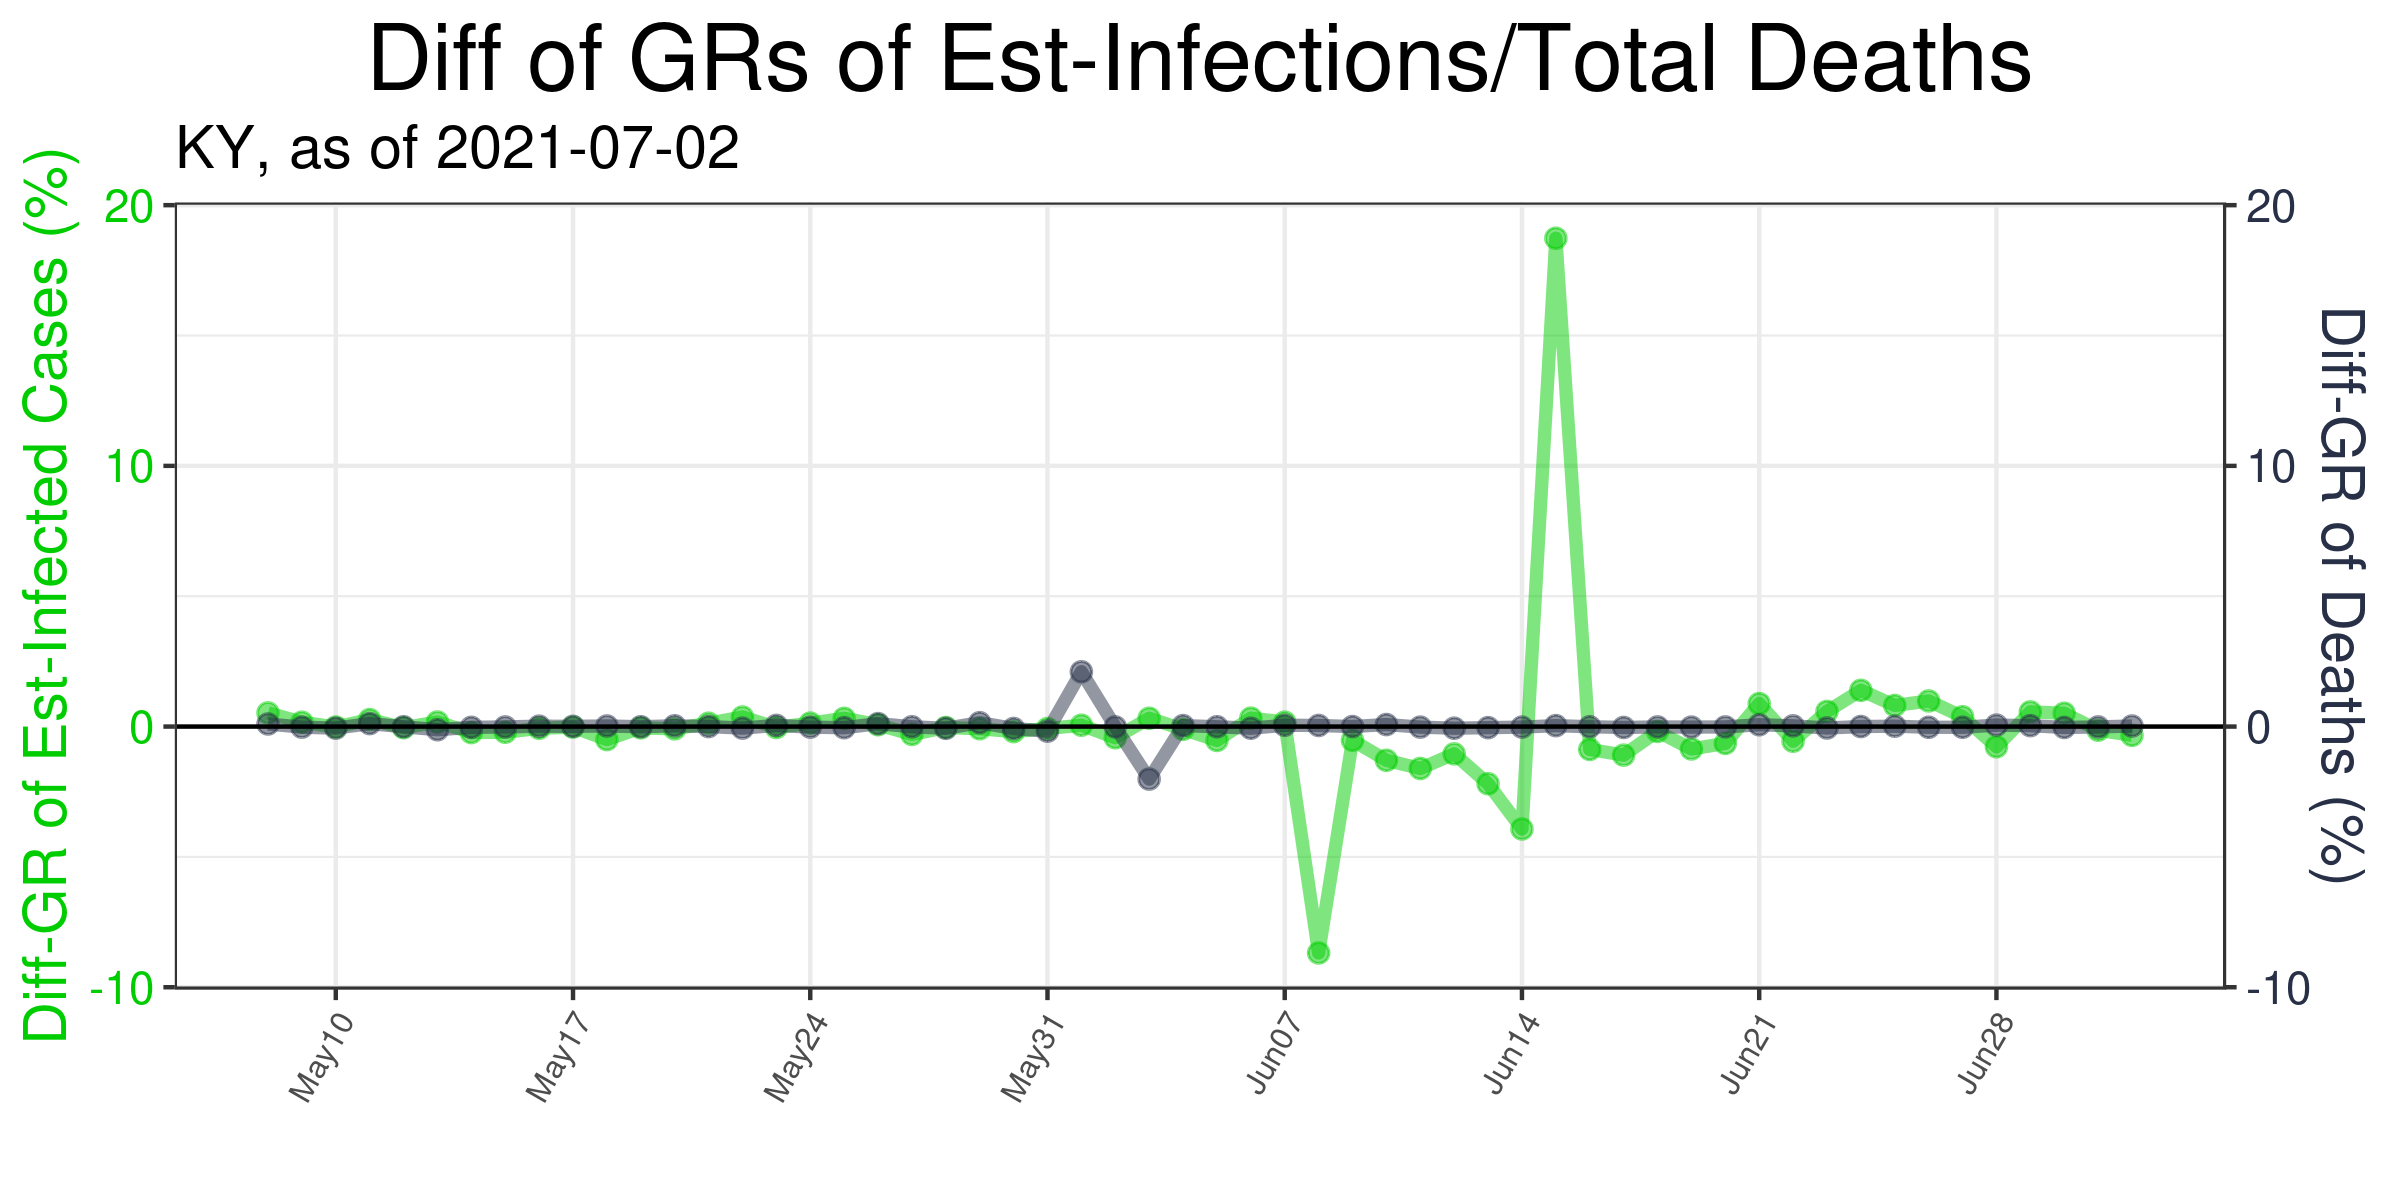 Diff of GRs of Est-Infections/Total Deaths
KY, as of 2021-07-02
Diff-GR of Est-Infected Cases (%)
20
10
0
-10
20
10
0
-10
Diff-GR of Deaths (%)
May10
May17
May24
May31
Jun07
Jun14
Jun21
Jun28